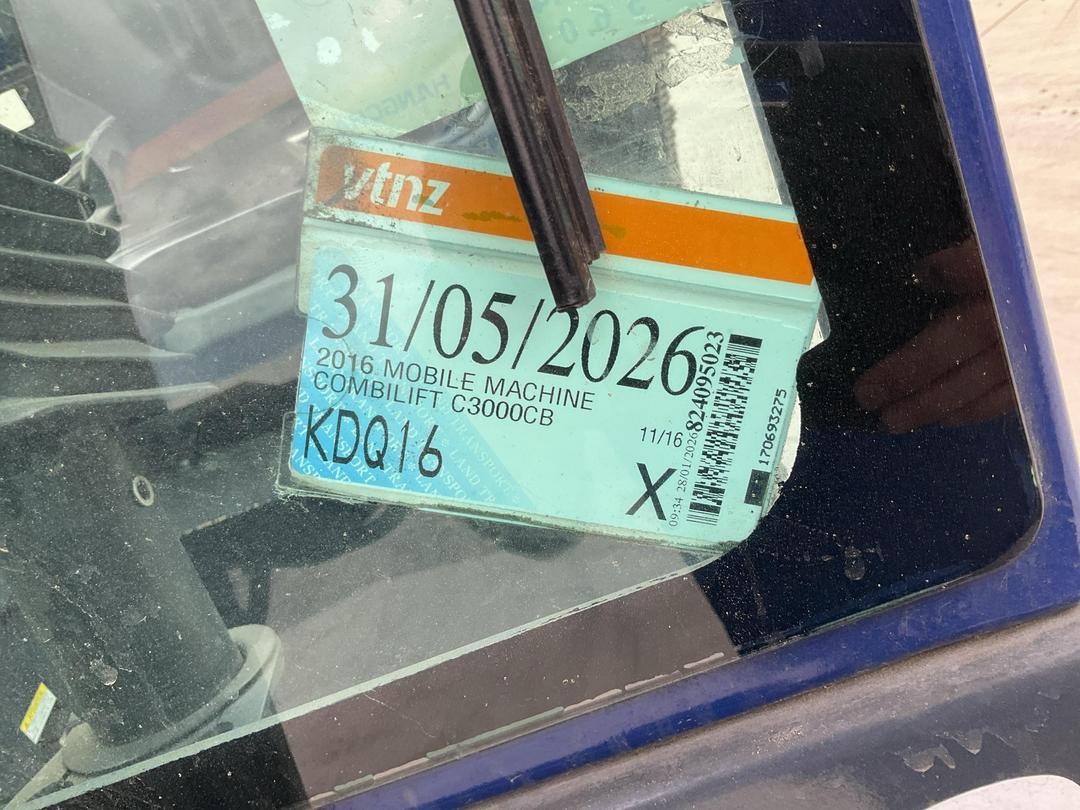 vtnz
31/05/2026
2016 MOBILE MACHINE
COMBILIFT C3000CB
KDQ16
11/16
X
09:34 28/01/2026
824095023
170693275